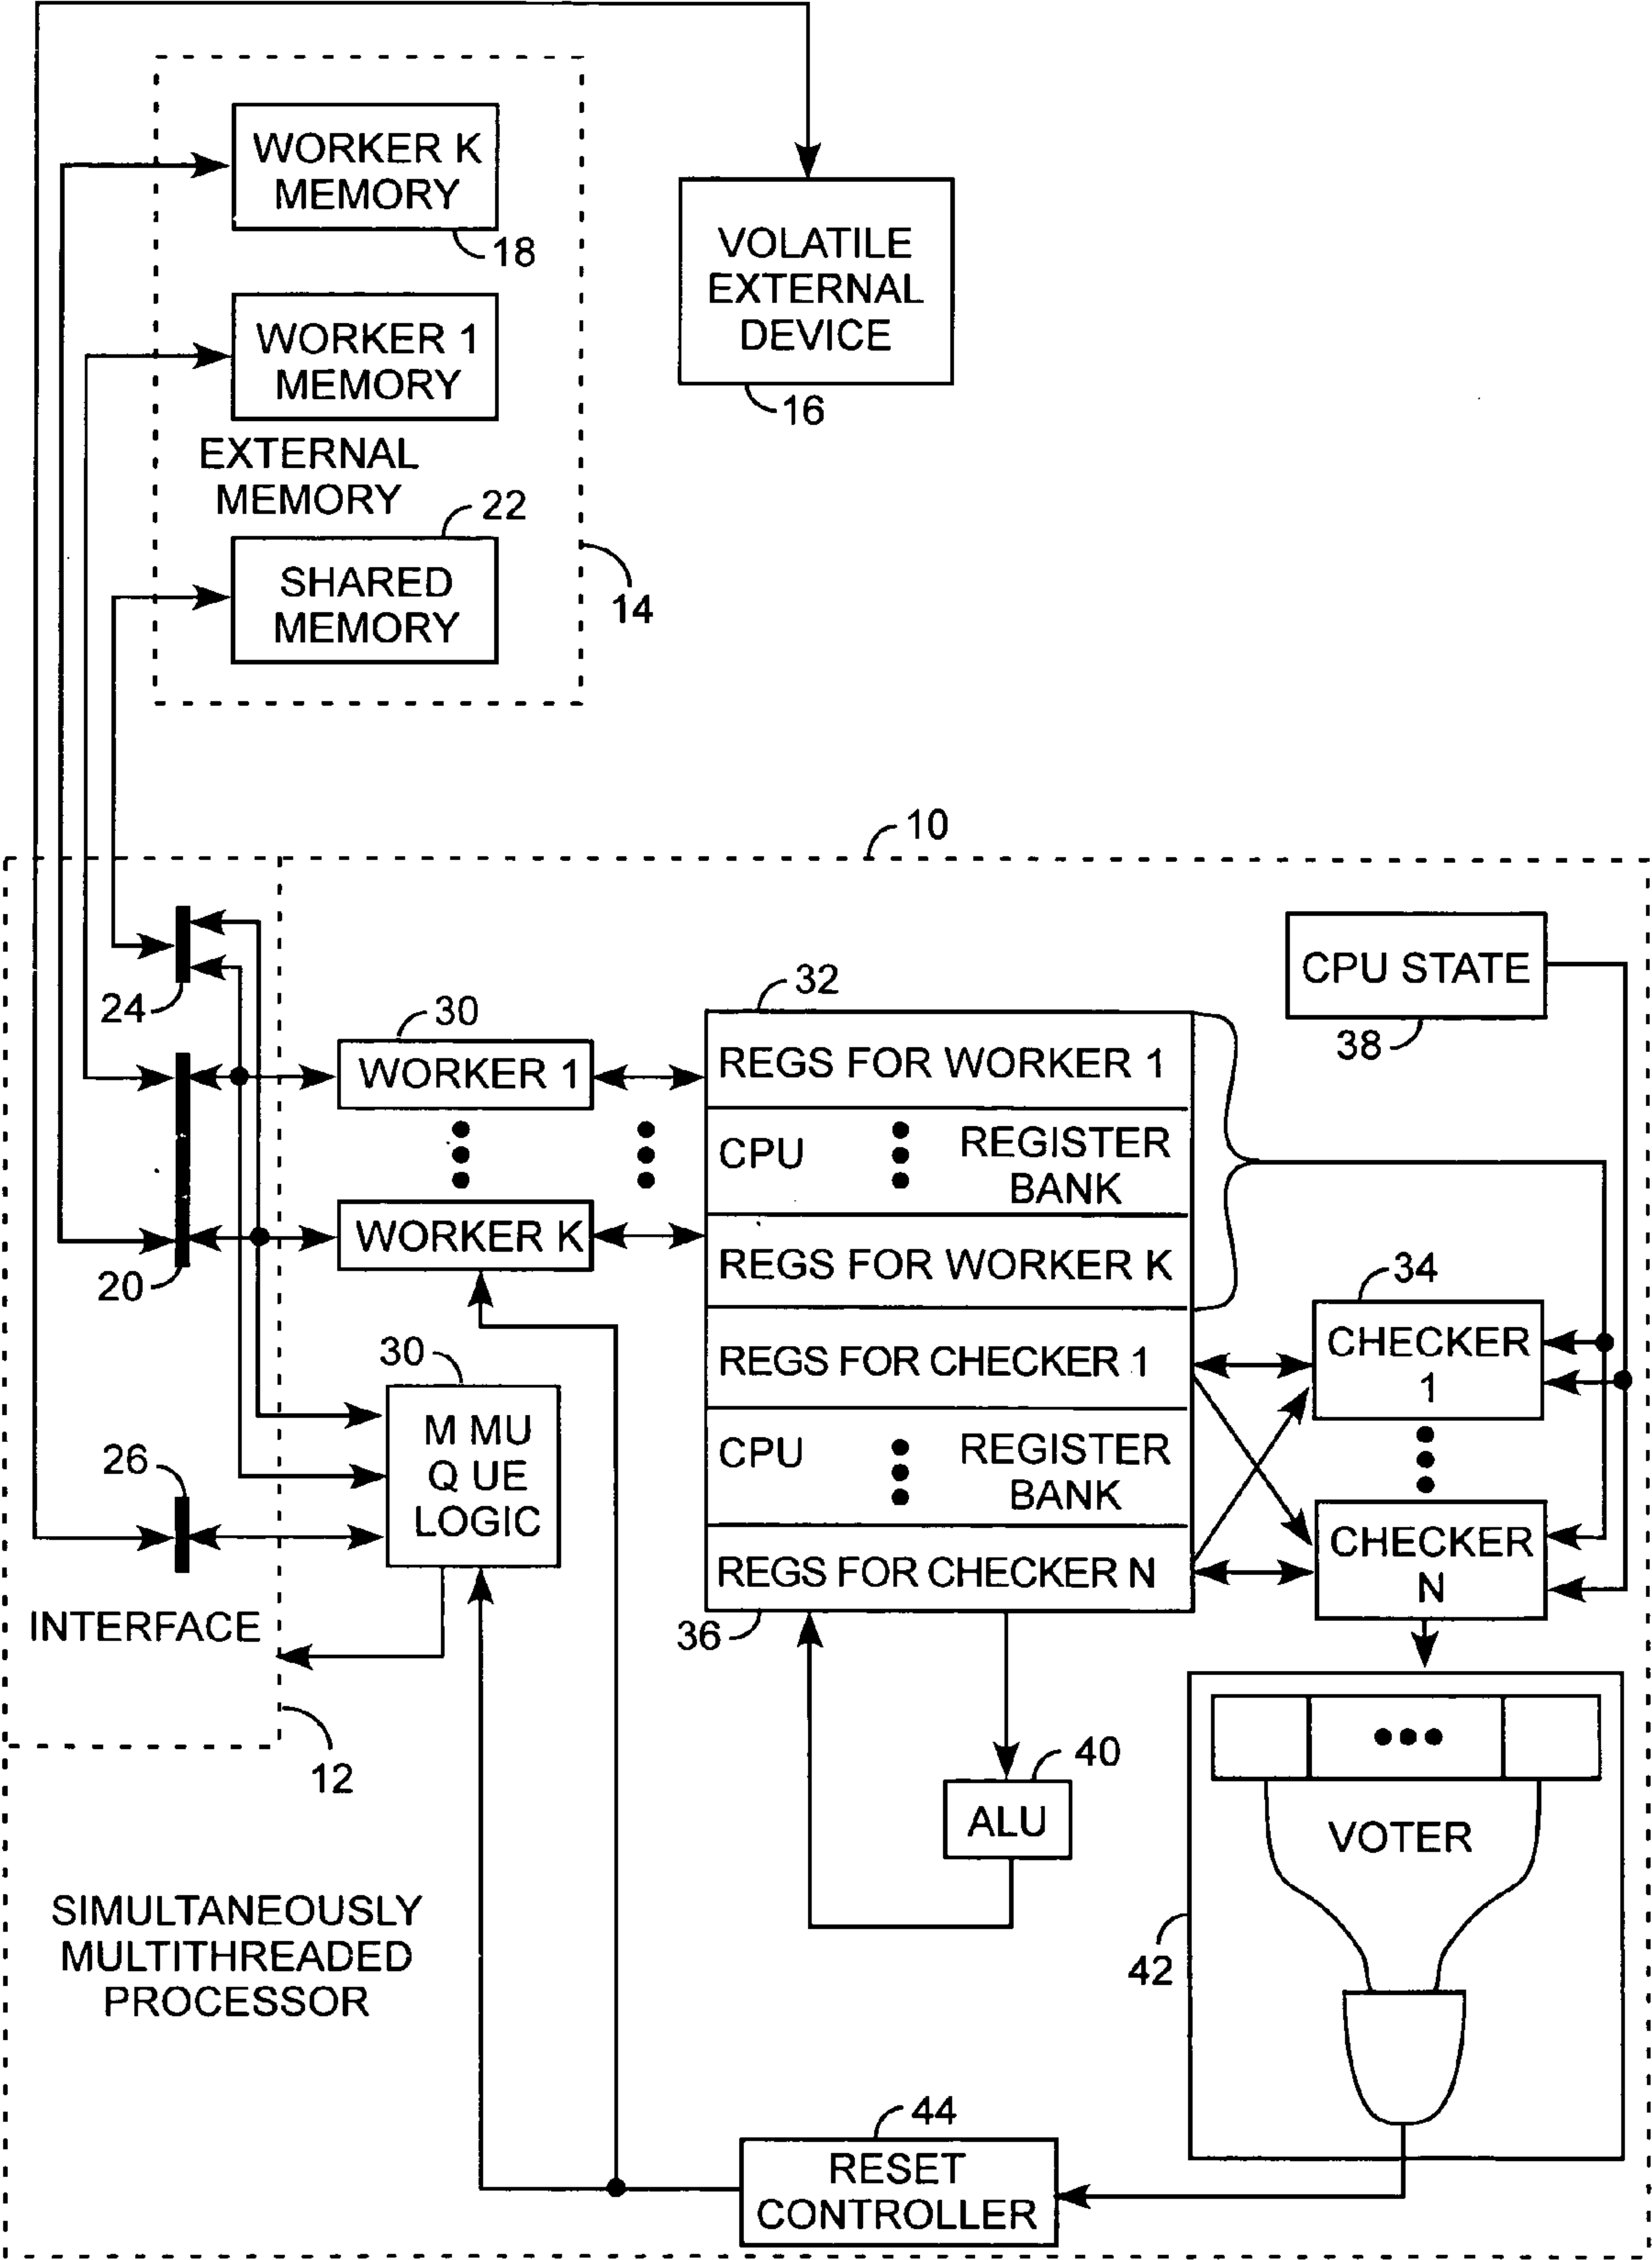 WORKER K
MEMORY
18
WORKER 1
MEMORY
EXTERNAL
MEMORY
22
SHARED
MEMORY
14
VOLATILE
EXTERNAL
DEVICE
16
10
24
20
26
INTERFACE
12
30
WORKER 1
WORKER K
30
M MU
Q UE
LOGIC
32
REGS FOR WORKER 1
CPU REGISTER
BANK
REGS FOR WORKER K
REGS FOR CHECKER 1
CPU REGISTER
BANK
REGS FOR CHECKER N
36
CPU STATE
38
34
CHECKER
1
CHECKER
N
40
ALU
VOTER
42
SIMULTANEOUSLY
MULTITHREADED
PROCESSOR
44
RESET
CONTROLLER